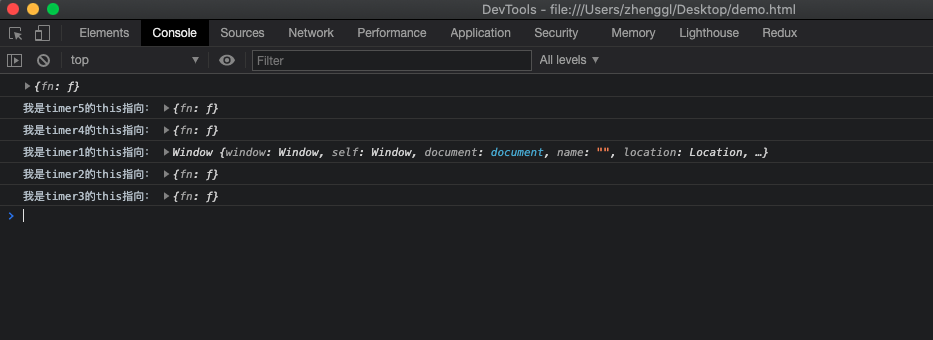 DevTools - file:///Users/zhenggl/Desktop/demo.html
Elements Console Sources Network Performance Application Security Memory Lighthouse Redux
top ▼ Filter All levels ▼
▶{fn: ƒ}
我是timer5的this指向： ▶{fn: ƒ}
我是timer4的this指向： ▶{fn: ƒ}
我是timer1的this指向： ▶Window {window: Window, self: Window, document: document, name: "", location: Location, …}
我是timer2的this指向： ▶{fn: ƒ}
我是timer3的this指向： ▶{fn: ƒ}
>